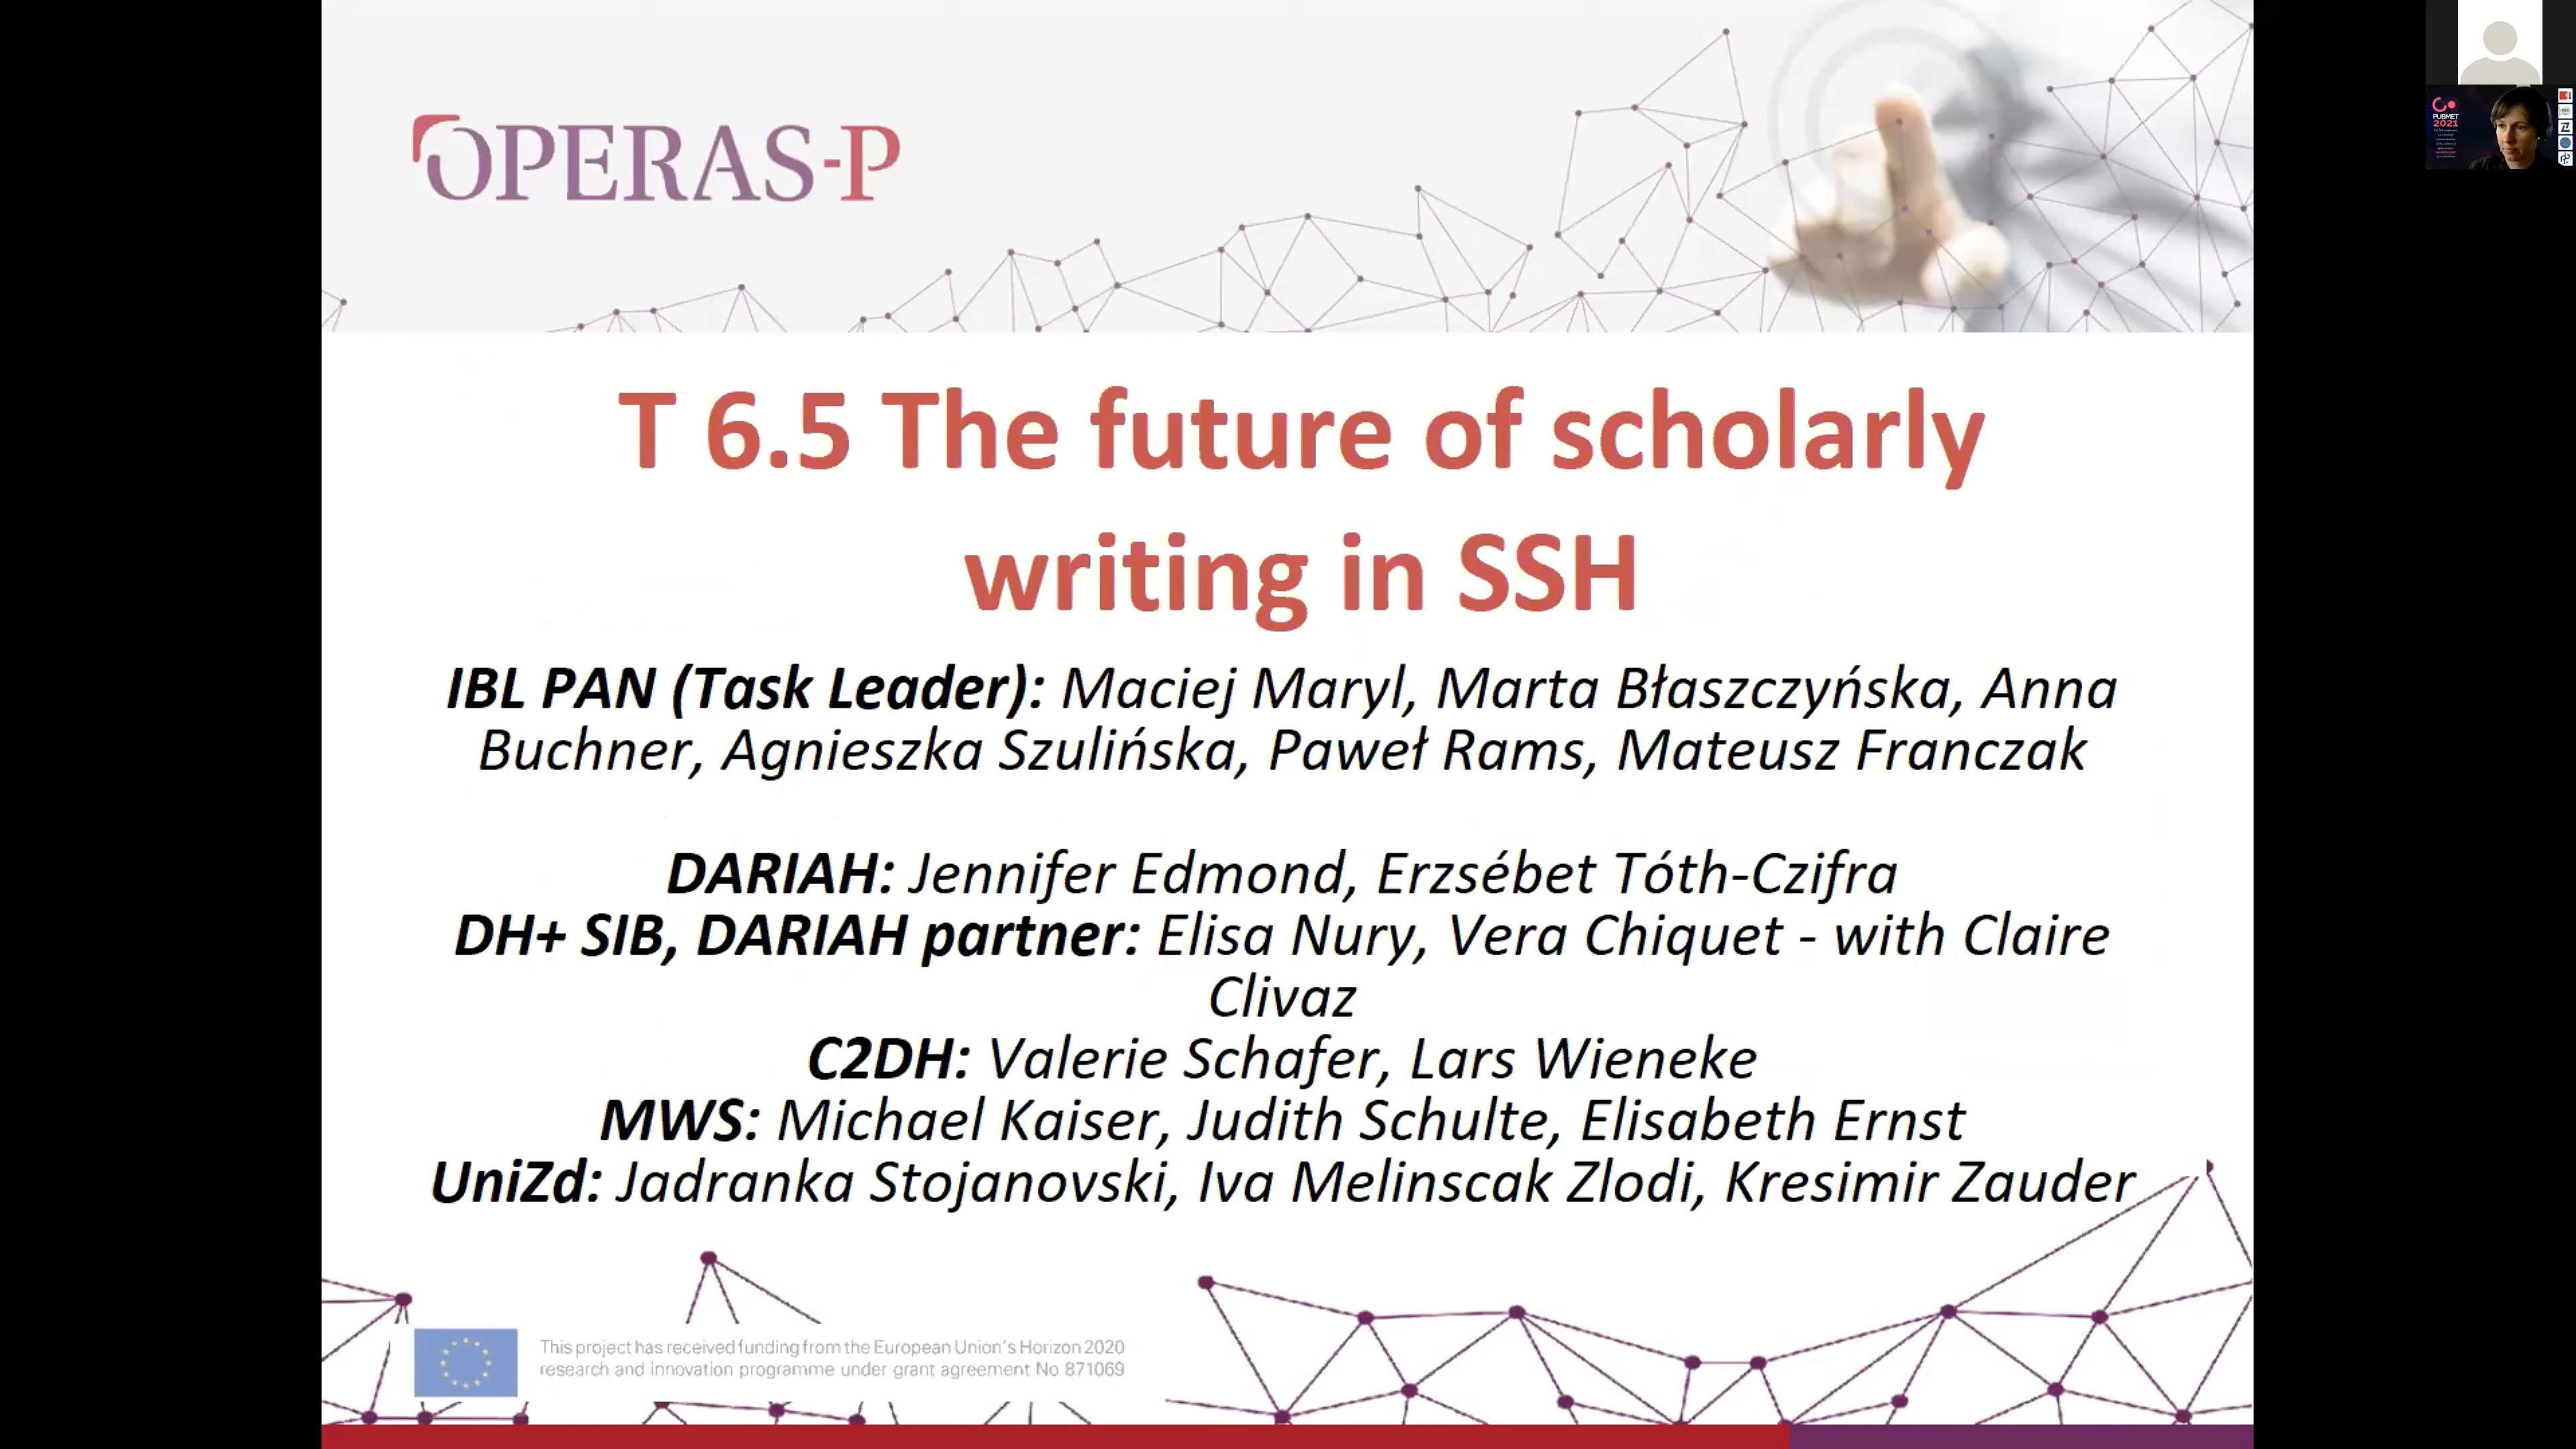 OPERAS-P
T 6.5 The future of scholarly
writing in SSH
IBL PAN (Task Leader): Maciej Maryl, Marta Błaszczyńska, Anna
Buchner, Agnieszka Szulińska, Paweł Rams, Mateusz Franczak
DARIAH: Jennifer Edmond, Erzsébet Tóth-Czifra
DH+ SIB, DARIAH partner: Elisa Nury, Vera Chiquet - with Claire
Clivaz
C2DH: Valerie Schafer, Lars Wieneke
MWS: Michael Kaiser, Judith Schulte, Elisabeth Ernst
UniZd: Jadranka Stojanovski, Iva Melinscak Zlodi, Kresimir Zauder
This project has received funding from the European Union's Horizon 2020
research and innovation programme under grant agreement No 871069
PUBMET
2021